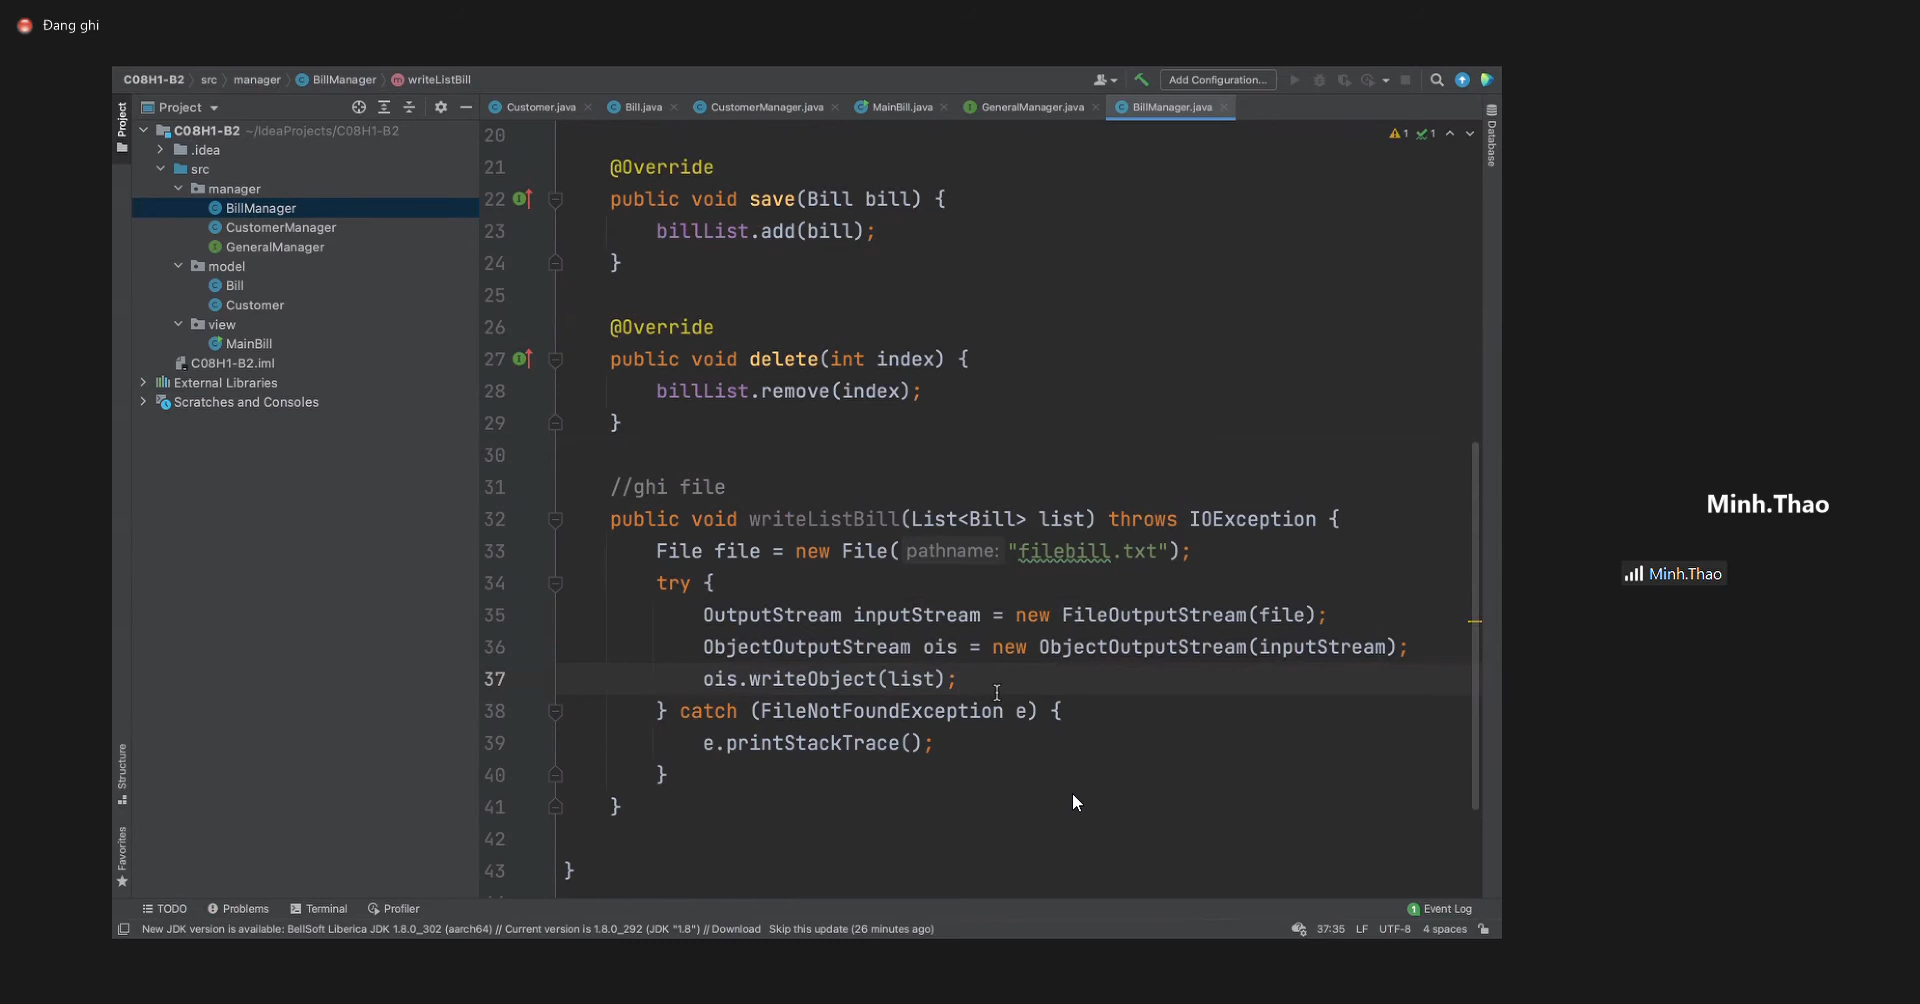 Đang ghi
C08H1-B2 src manager BillManager writeListBill
Add Configuration...
Project
Customer.java Bill.java CustomerManager.java MainBill.java GeneralManager.java BillManager.java
Project
Database
C08H1-B2 ~/IdeaProjects/C08H1-B2
.idea
src
manager
BillManager
CustomerManager
GeneralManager
model
Bill
Customer
view
MainBill
C08H1-B2.iml
External Libraries
Scratches and Consoles
1 1
20
21 @Override
22 public void save(Bill bill) {
23 billList.add(bill);
24 }
25
26 @Override
27 public void delete(int index) {
28 billList.remove(index);
29 }
30
31 //ghi file
32 public void writeListBill(List<Bill> list) throws IOException {
33 File file = new File( pathname: "filebill.txt");
34 try {
35 OutputStream inputStream = new FileOutputStream(file);
36 ObjectOutputStream ois = new ObjectOutputStream(inputStream);
37 ois.writeObject(list);
38 } catch (FileNotFoundException e) {
39 e.printStackTrace();
40 }
41 }
42
43 }
Structure
Favorites
TODO Problems Terminal Profiler
1 Event Log
New JDK version is available: BellSoft Liberica JDK 1.8.0_302 (aarch64) // Current version is 1.8.0_292 (JDK "1.8") // Download Skip this update (26 minutes ago)
37:35 LF UTF-8 4 spaces
Minh.Thao
Minh.Thao